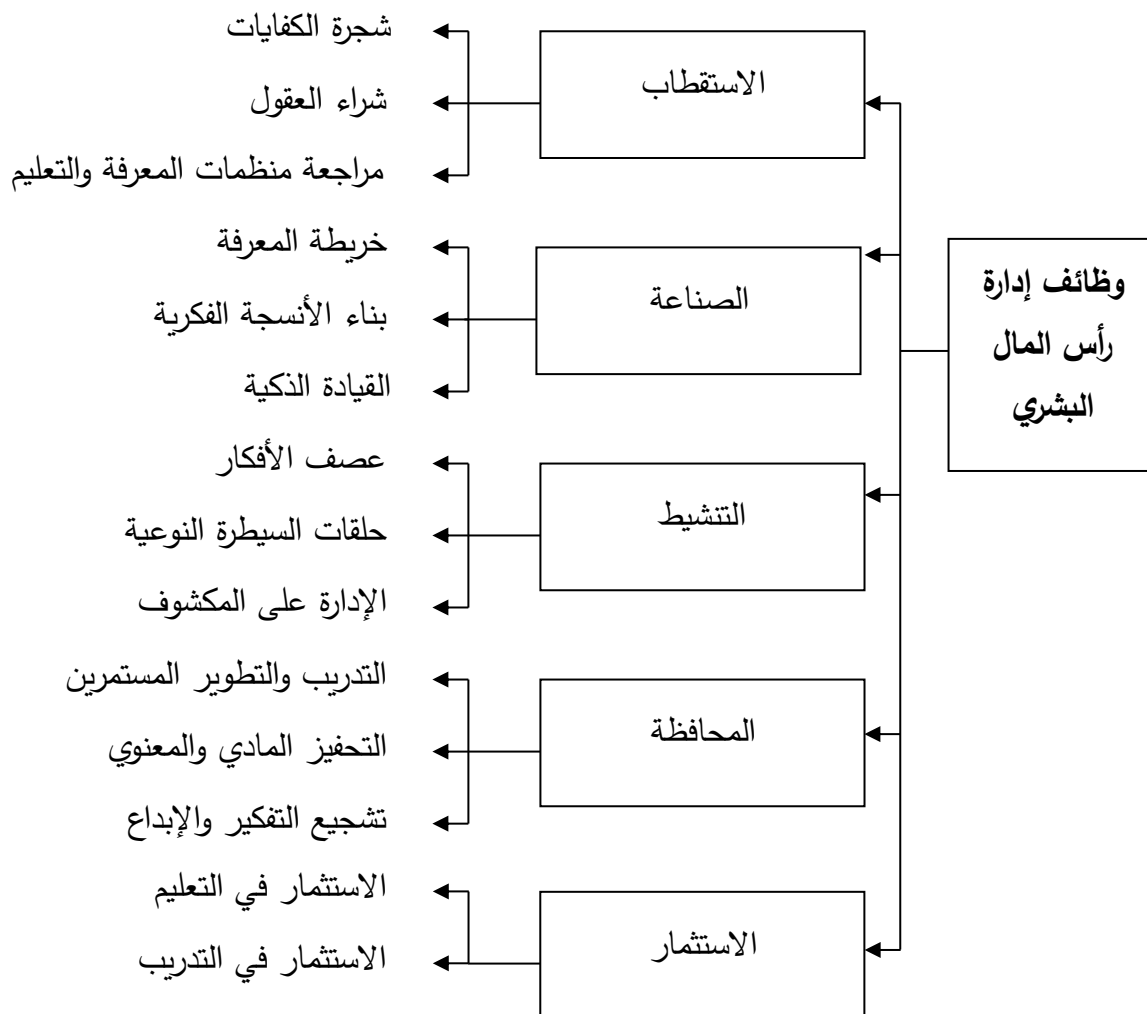 وظائف إدارة
رأس المال
البشري
الاستقطاب
شجرة الكفايات
شراء العقول
مراجعة منظمات المعرفة والتعليم
الصناعة
خريطة المعرفة
بناء الأنسجة الفكرية
القيادة الذكية
التنشيط
عصف الأفكار
حلقات السيطرة النوعية
الإدارة على المكشوف
المحافظة
التدريب والتطوير المستمرين
التحفيز المادي والمعنوي
تشجيع التفكير والإبداع
الاستثمار
الاستثمار في التعليم
الاستثمار في التدريب